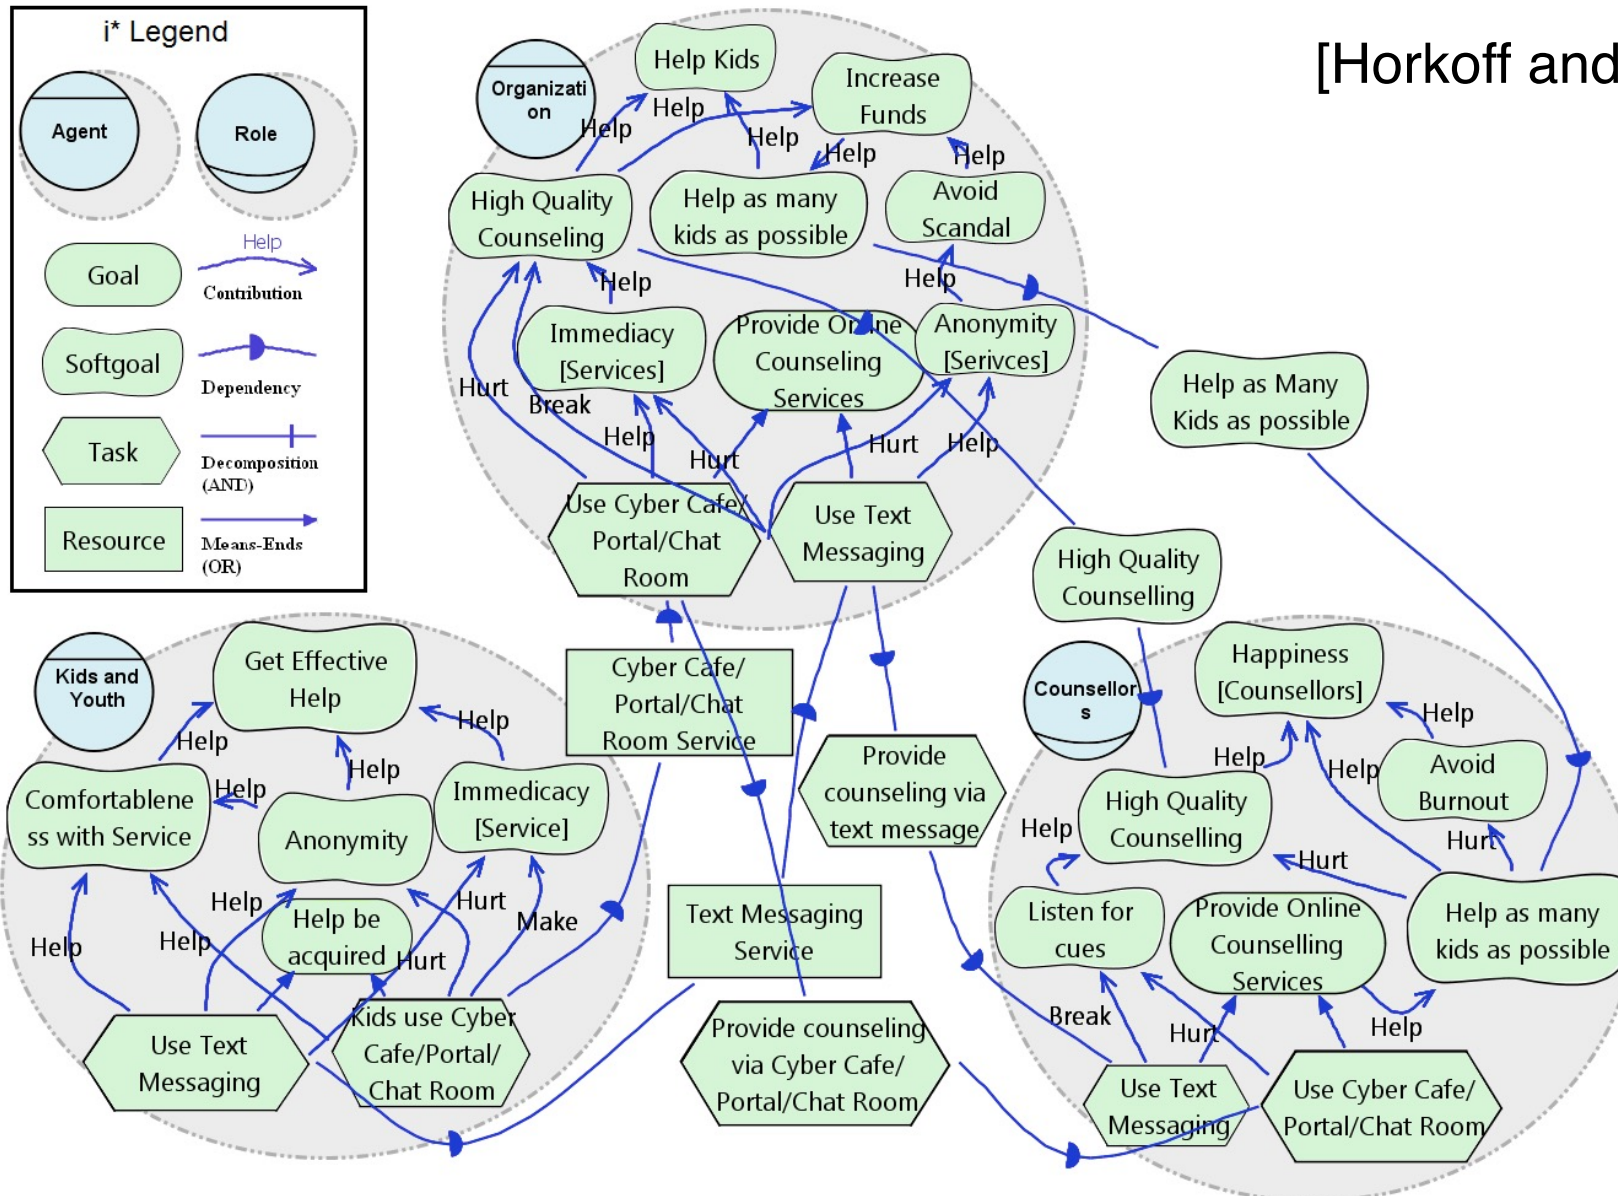 i* Legend
Agent
Role
Goal
Help
Contribution
Softgoal
Dependency
Task
Decomposition
(AND)
Resource
Means-Ends
(OR)
[Horkoff and
Organizati
on
Help Kids
Increase
Funds
Help
Help
Help
Help
Help
High Quality
Counseling
Help as many
kids as possible
Avoid
Scandal
Help
Help
Immediacy
[Services]
Provide Online
Counseling
Services
Anonymity
[Serivces]
Hurt
Break
Help
Hurt
Hurt
Help
Use Cyber Cafe/
Portal/Chat
Room
Use Text
Messaging
Help as Many
Kids as possible
High Quality
Counselling
Kids and
Youth
Get Effective
Help
Help
Help
Help
Help
Comfortablene
ss with Service
Anonymity
Immedicacy
[Service]
Help
Help
Help
Hurt
Hurt
Make
Help be
acquired
Use Text
Messaging
Kids use Cyber
Cafe/Portal/
Chat Room
Cyber Cafe/
Portal/Chat
Room Service
Provide
counseling via
text message
Text Messaging
Service
Provide counseling
via Cyber Cafe/
Portal/Chat Room
Counsellor
s
Happiness
[Counsellors]
Help
Help
Help
Avoid
Burnout
High Quality
Counselling
Help
Hurt
Hurt
Listen for
cues
Provide Online
Counselling
Services
Help as many
kids as possible
Break
Hurt
Help
Use Text
Messaging
Use Cyber Cafe/
Portal/Chat Room